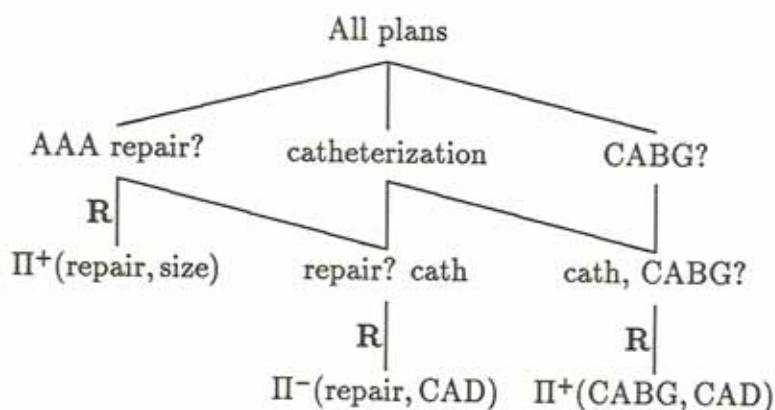 All plans
AAA repair? catheterization CABG?
R
Π⁺(repair, size) repair? cath cath, CABG?
R R
Π⁻(repair, CAD) Π⁺(CABG, CAD)